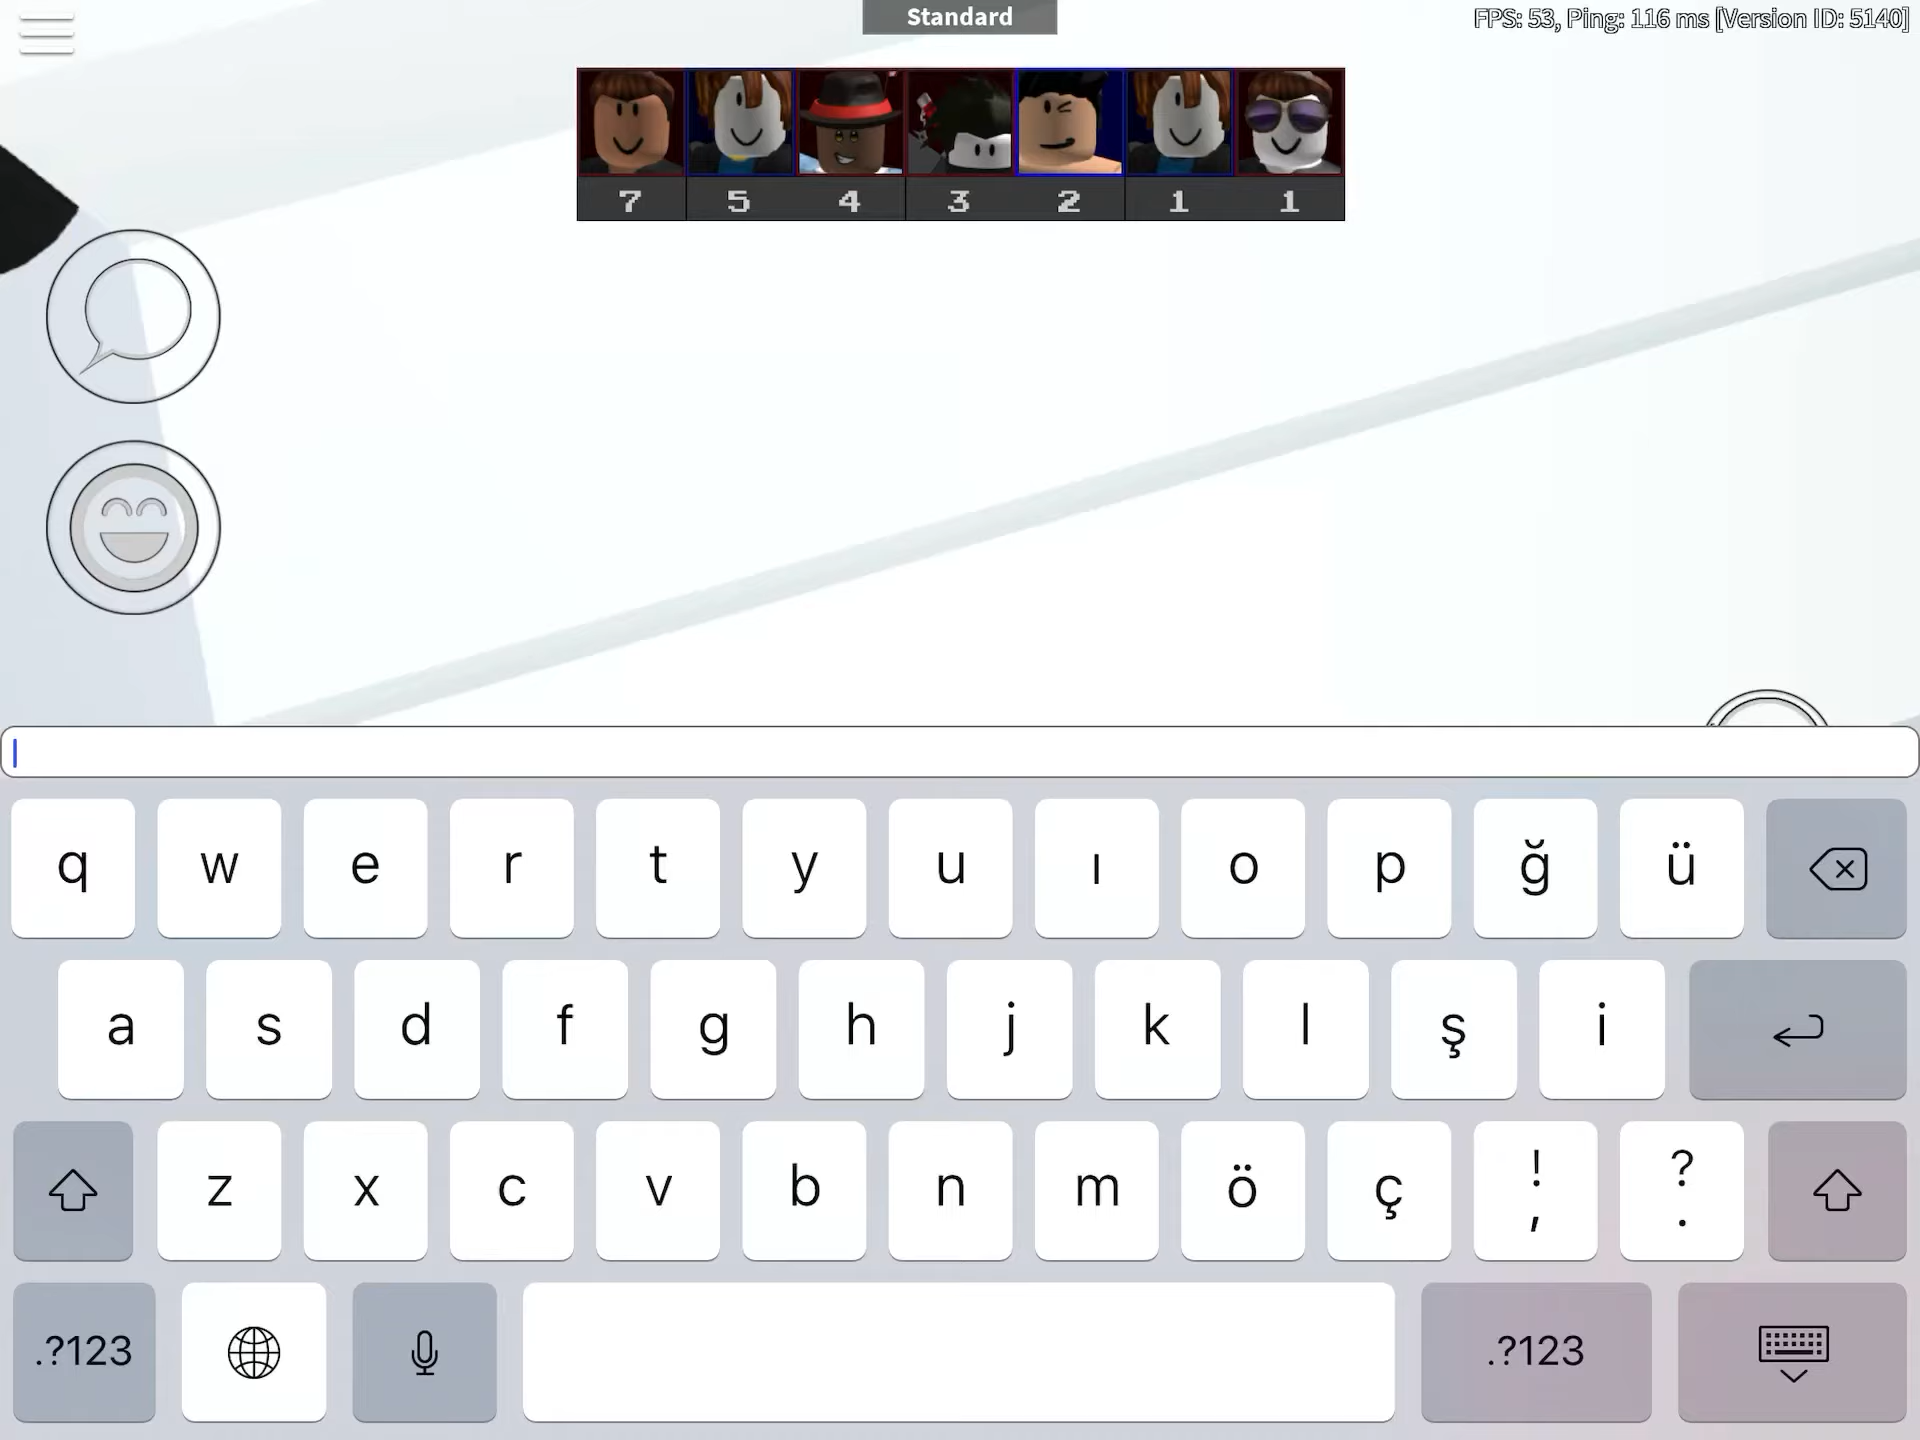 Standard
FPS: 53, Ping: 116 ms [Version ID: 5140]
7 5 4 3 2 1 1
q w e r t y u ı o p ğ ü
a s d f g h j k l ş i
z x c v b n m ö ç ! , ? .
.?123 .?123